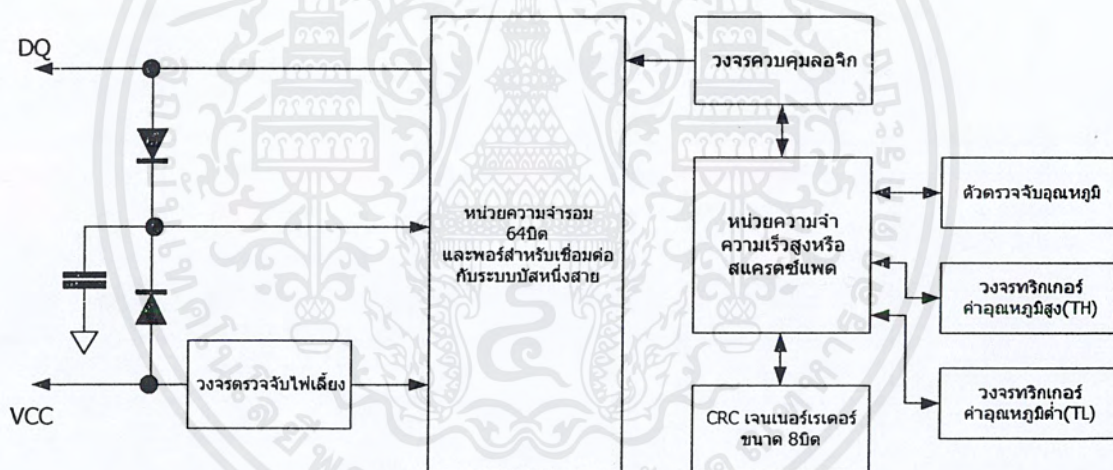 DQ
VCC
วงจรตรวจจับไฟเลี้ยง
หน่วยความจำรอม
64บิต
และพอร์สำหรับเชื่อมต่อ
กับระบบบัสหนึ่งสาย
วงจรควบคุมลอจิก
หน่วยความจำ
ความเร็วสูงหรือ
สแครตช์แพด
CRC เจนเนอร์เรเตอร์
ขนาด 8บิต
ตัวตรวจจับอุณหภูมิ
วงจรทริกเกอร์
ค่าอุณหภูมิสูง(TH)
วงจรทริกเกอร์
ค่าอุณหภูมิต่ำ(TL)